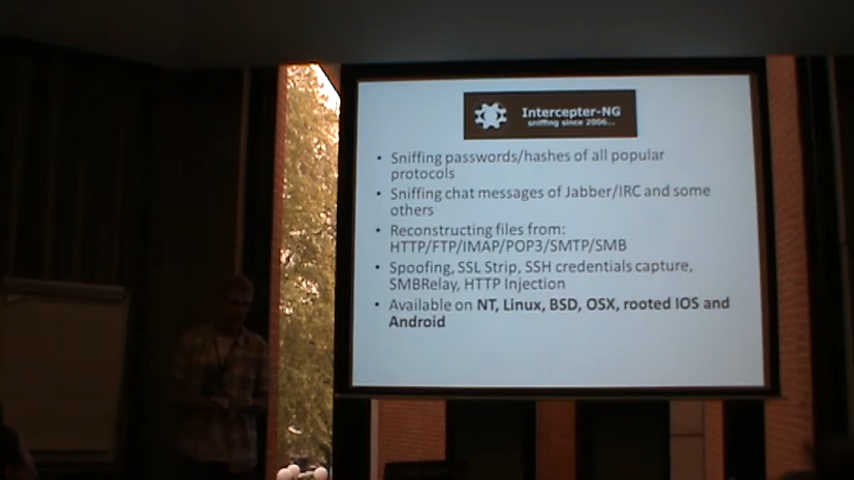 Intercepter-NG
sniffing since 2006...
• Sniffing passwords/hashes of all popular
protocols
• Sniffing chat messages of Jabber/IRC and some
others
• Reconstructing files from:
HTTP/FTP/IMAP/POP3/SMTP/SMB
• Spoofing, SSL Strip, SSH credentials capture,
SMBRelay, HTTP Injection
• Available on NT, Linux, BSD, OSX, rooted IOS and
Android